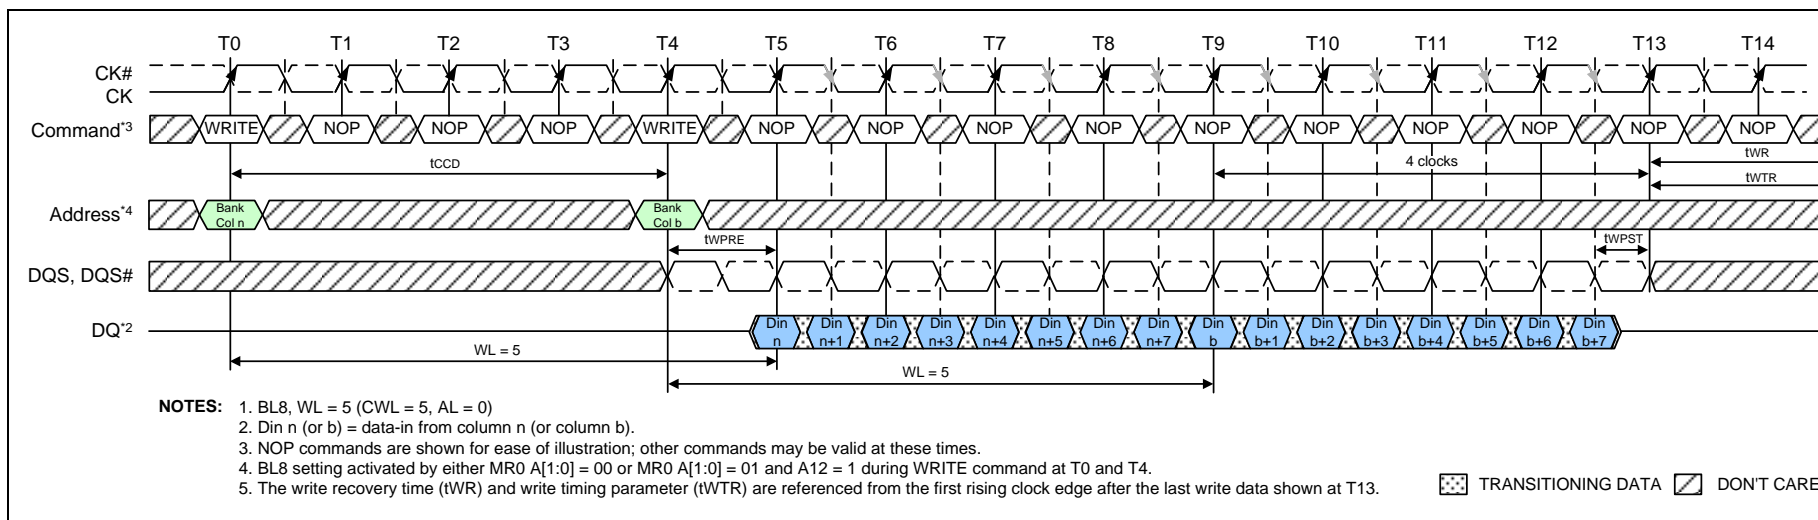 T0 T1 T2 T3 T4 T5 T6 T7 T8 T9 T10 T11 T12 T13 T14
CK#
CK
Command*3 WRITE NOP NOP NOP WRITE NOP NOP NOP NOP NOP NOP NOP NOP NOP NOP
tCCD 4 clocks tWR
tWTR
Address*4 Bank Col n Bank Col b
tWPRE tWPST
DQS, DQS#
DQ*2 Din n Din n+1 Din n+2 Din n+3 Din n+4 Din n+5 Din n+6 Din n+7 Din b Din b+1 Din b+2 Din b+3 Din b+4 Din b+5 Din b+6 Din b+7
WL = 5
WL = 5
NOTES: 1. BL8, WL = 5 (CWL = 5, AL = 0)
2. Din n (or b) = data-in from column n (or column b).
3. NOP commands are shown for ease of illustration; other commands may be valid at these times.
4. BL8 setting activated by either MR0 A[1:0] = 00 or MR0 A[1:0] = 01 and A12 = 1 during WRITE command at T0 and T4.
5. The write recovery time (tWR) and write timing parameter (tWTR) are referenced from the first rising clock edge after the last write data shown at T13.
TRANSITIONING DATA DON'T CARE